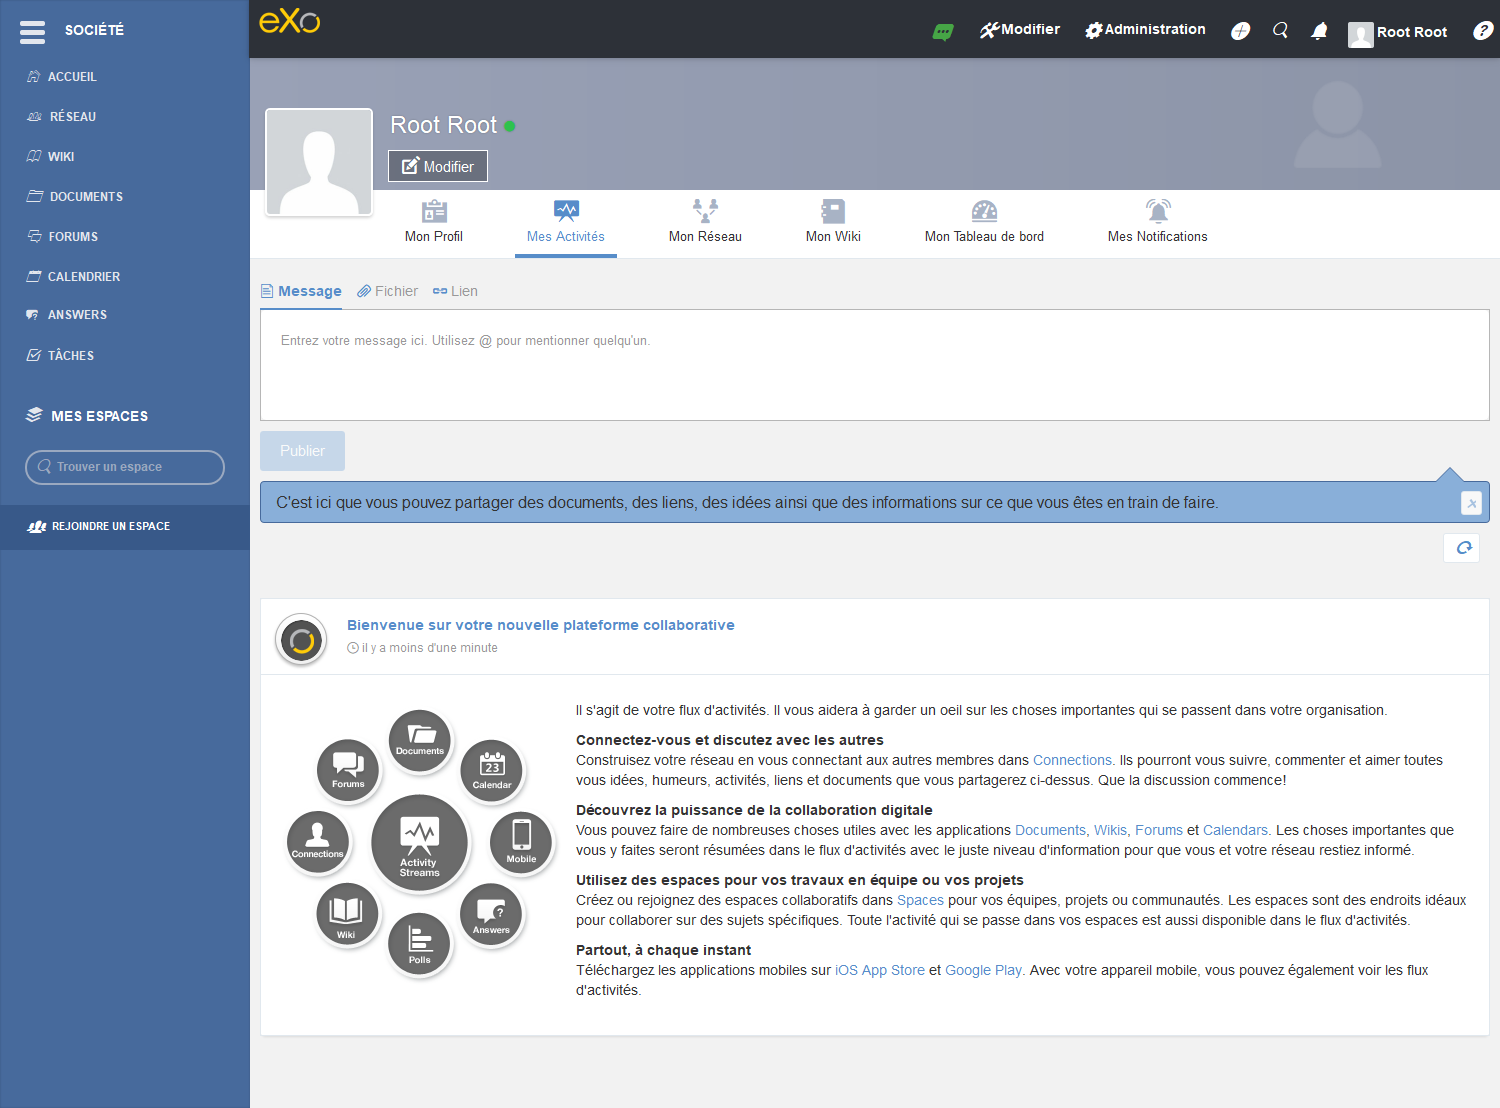 SOCIÉTÉ
eXo
Modifier
Administration
Root Root
?
ACCUEIL
RÉSEAU
WIKI
DOCUMENTS
FORUMS
CALENDRIER
ANSWERS
TÂCHES
MES ESPACES
Trouver un espace
REJOINDRE UN ESPACE
Root Root
Modifier
Mon Profil
Mes Activités
Mon Réseau
Mon Wiki
Mon Tableau de bord
Mes Notifications
Message
Fichier
Lien
Entrez votre message ici. Utilisez @ pour mentionner quelqu'un.
Publier
C'est ici que vous pouvez partager des documents, des liens, des idées ainsi que des informations sur ce que vous êtes en train de faire.
x
Bienvenue sur votre nouvelle plateforme collaborative
il y a moins d'une minute
Documents
Forums
23
Calendar
Connections
Activity
Streams
Mobile
Wiki
?
Answers
Polls
Il s'agit de votre flux d'activités. Il vous aidera à garder un oeil sur les choses importantes qui se passent dans votre organisation.
Connectez-vous et discutez avec les autres
Construisez votre réseau en vous connectant aux autres membres dans Connections. Ils pourront vous suivre, commenter et aimer toutes
vous idées, humeurs, activités, liens et documents que vous partagerez ci-dessus. Que la discussion commence!
Découvrez la puissance de la collaboration digitale
Vous pouvez faire de nombreuses choses utiles avec les applications Documents, Wikis, Forums et Calendars. Les choses importantes que
vous y faites seront résumées dans le flux d'activités avec le juste niveau d'information pour que vous et votre réseau restiez informé.
Utilisez des espaces pour vos travaux en équipe ou vos projets
Créez ou rejoignez des espaces collaboratifs dans Spaces pour vos équipes, projets ou communautés. Les espaces sont des endroits idéaux
pour collaborer sur des sujets spécifiques. Toute l'activité qui se passe dans vos espaces est aussi disponible dans le flux d'activités.
Partout, à chaque instant
Téléchargez les applications mobiles sur iOS App Store et Google Play. Avec votre appareil mobile, vous pouvez également voir les flux
d'activités.